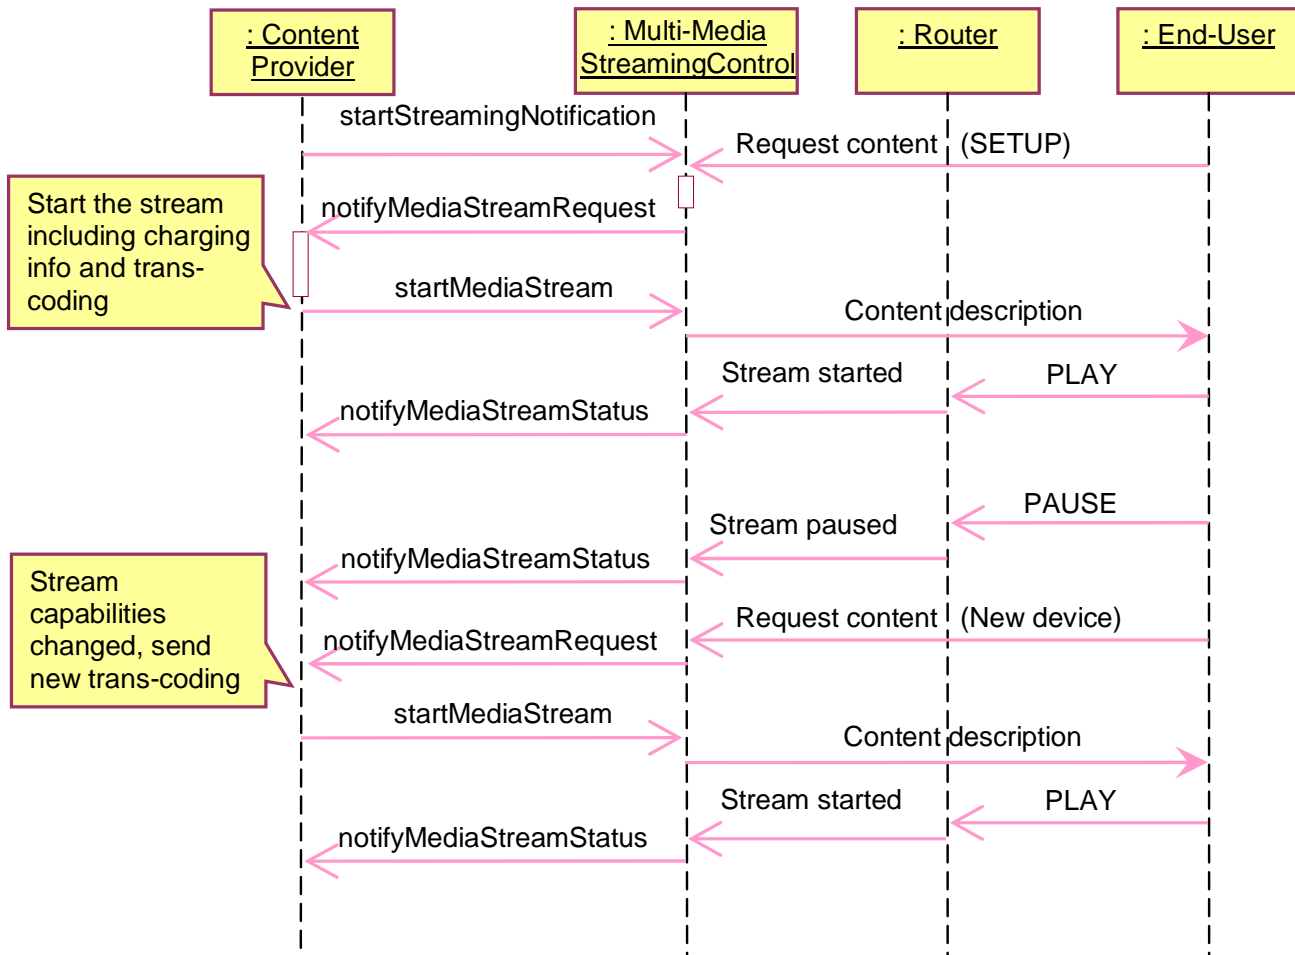 : Content
Provider
: Multi-Media
StreamingControl
: Router
: End-User
startStreamingNotification
Request content (SETUP)
Start the stream
including charging
info and trans-
coding
notifyMediaStreamRequest
startMediaStream
Content description
Stream started
PLAY
notifyMediaStreamStatus
PAUSE
Stream paused
notifyMediaStreamStatus
Stream
capabilities
changed, send
new trans-coding
Request content (New device)
notifyMediaStreamRequest
startMediaStream
Content description
Stream started
PLAY
notifyMediaStreamStatus